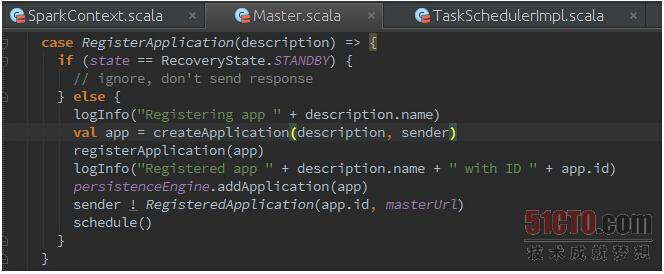 SparkContext.scala × Master.scala × TaskSchedulerImpl.scala ×
case RegisterApplication(description) => {
if (state == RecoveryState.STANDBY) {
// ignore, don't send response
} else {
logInfo("Registering app " + description.name)
val app = createApplication(description, sender)
registerApplication(app)
logInfo("Registered app " + description.name + " with ID " + app.id)
persistenceEngine.addApplication(app)
sender ! RegisteredApplication(app.id, masterUrl)
schedule()
}
}
51CTO.com
技术成就梦想